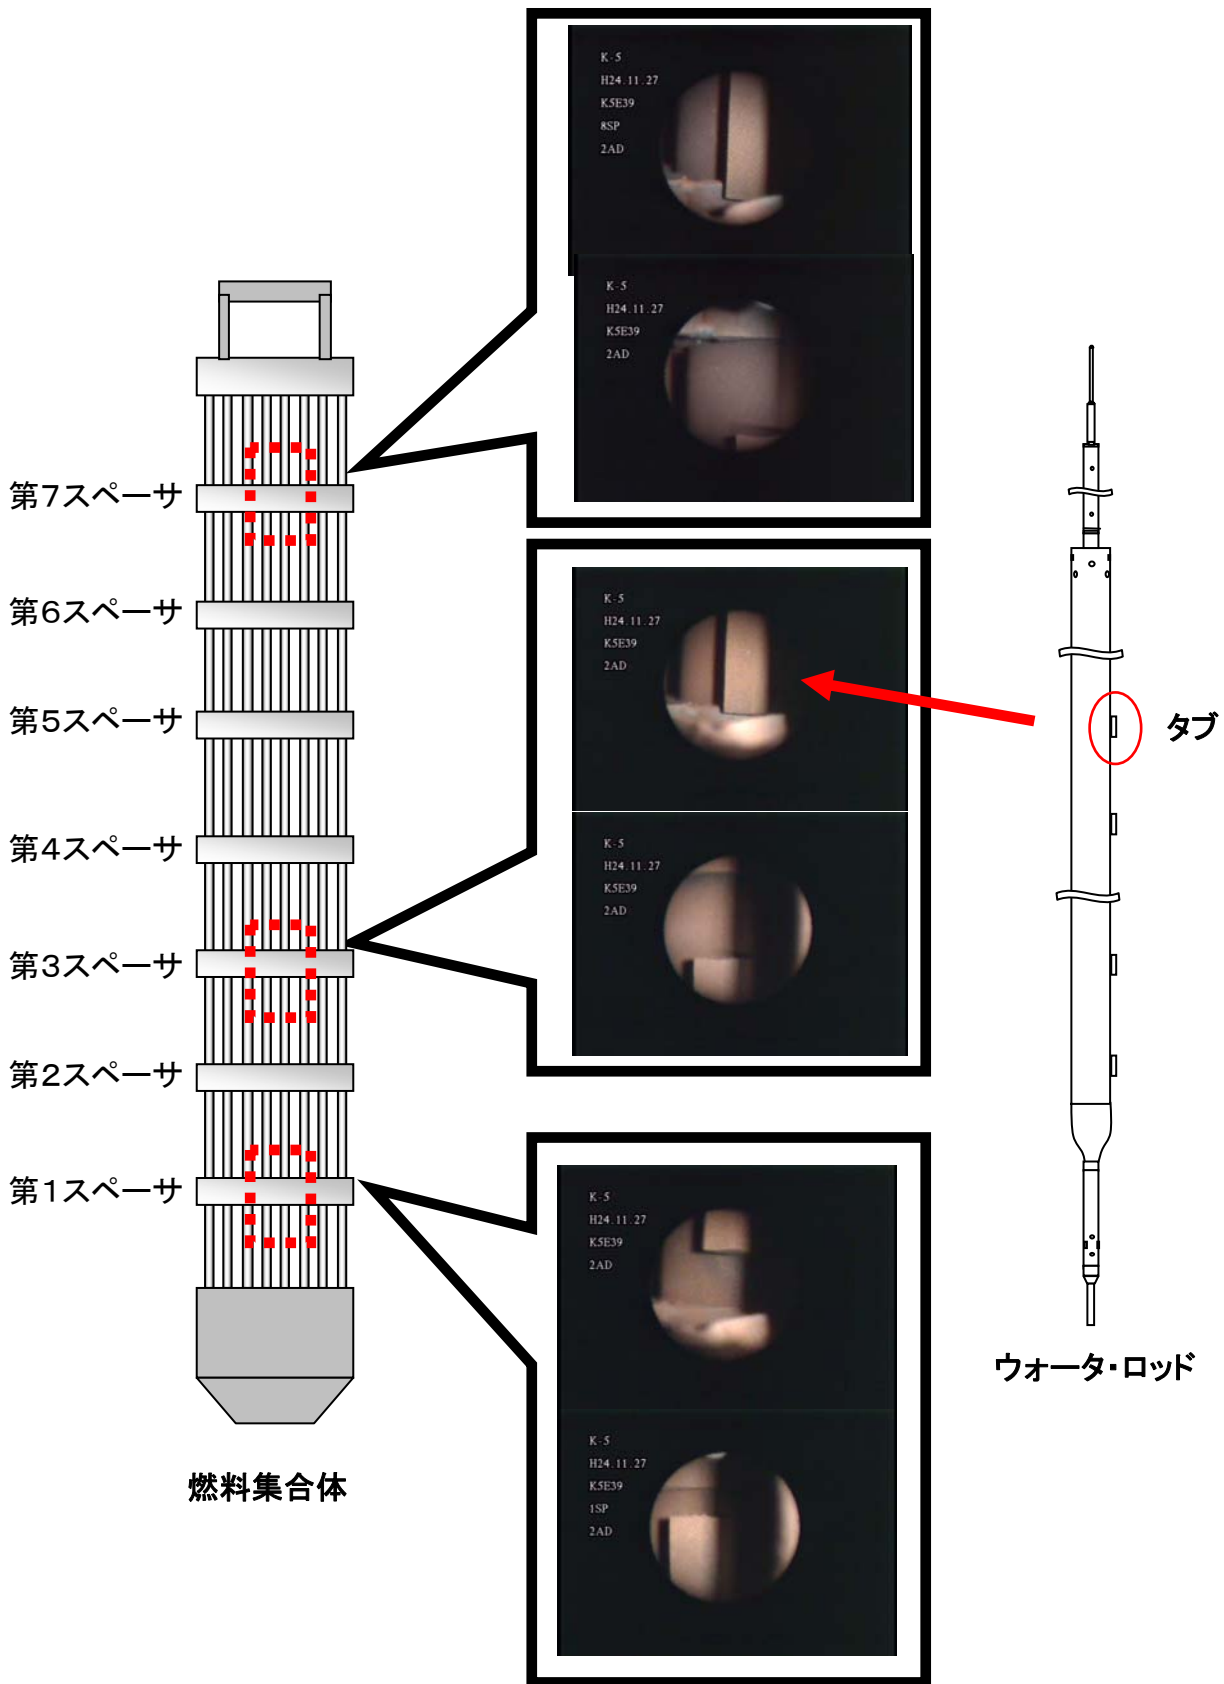 K-5
H24.11.27
K5E39
8SP
2AD
K-5
H24.11.27
K5E39
2AD
第7スペーサ
第6スペーサ
第5スペーサ
第4スペーサ
第3スペーサ
第2スペーサ
第1スペーサ
燃料集合体
K-5
H24.11.27
K5E39
2AD
K-5
H24.11.27
K5E39
2AD
K-5
H24.11.27
K5E39
2AD
K-5
H24.11.27
K5E39
1SP
2AD
タブ
ウォータ・ロッド